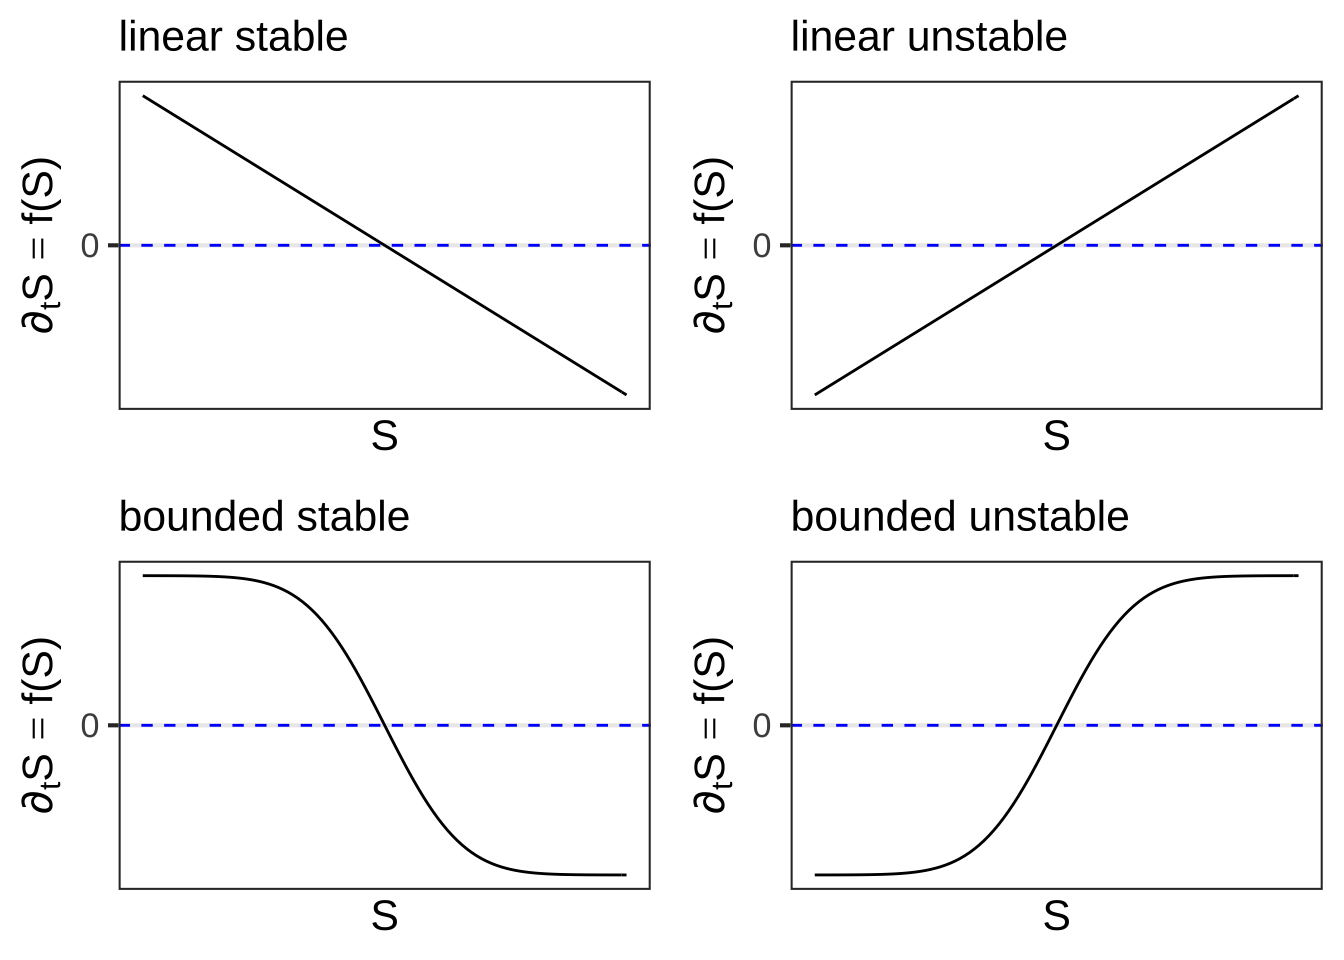 linear stable
∂tS = f(S)
0
S
linear unstable
∂tS = f(S)
0
S
bounded stable
∂tS = f(S)
0
S
bounded unstable
∂tS = f(S)
0
S